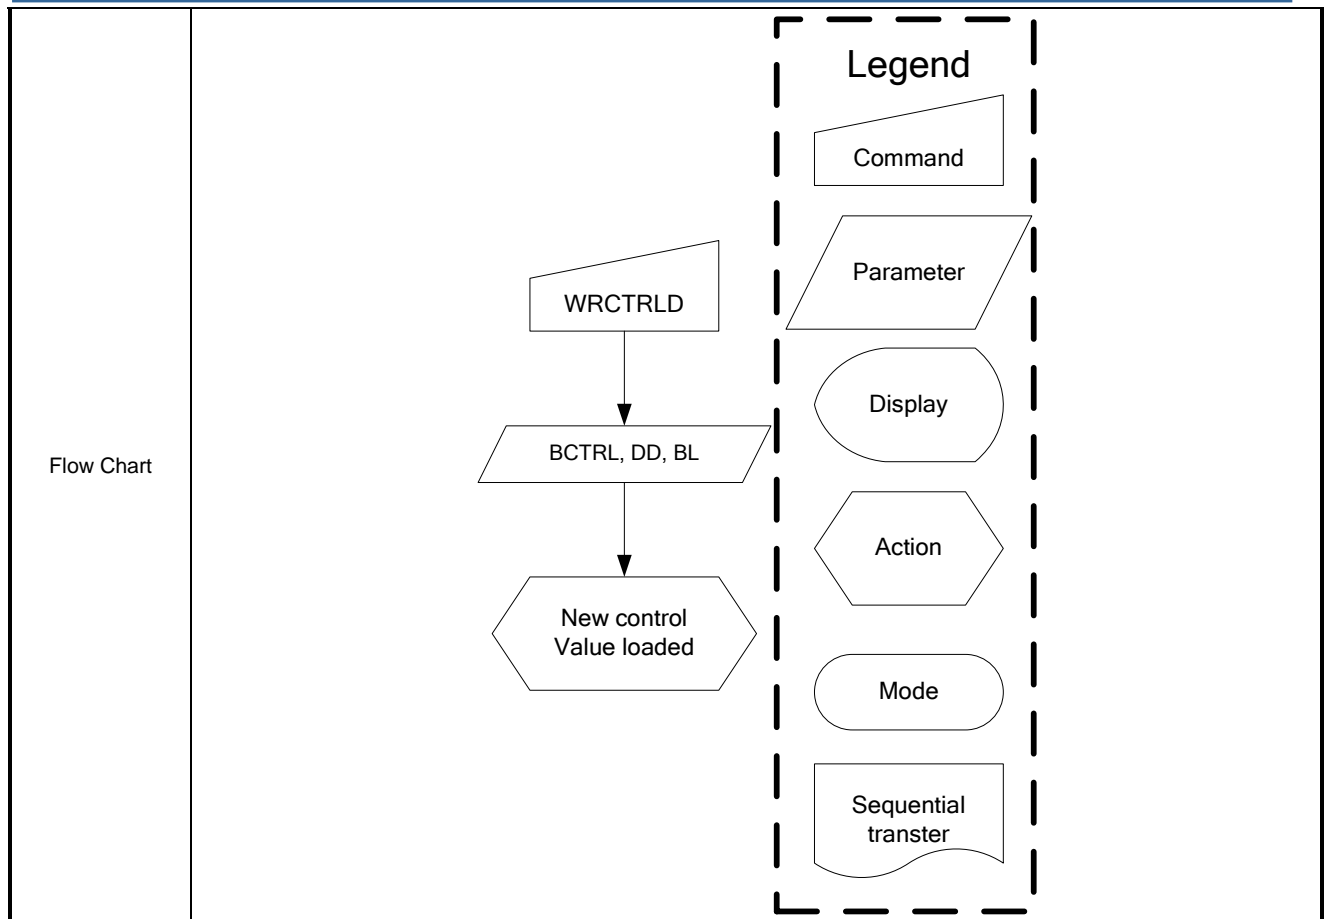 Flow Chart
WRCTRLD
BCTRL, DD, BL
New control
Value loaded
Legend
Command
Parameter
Display
Action
Mode
Sequential
transter